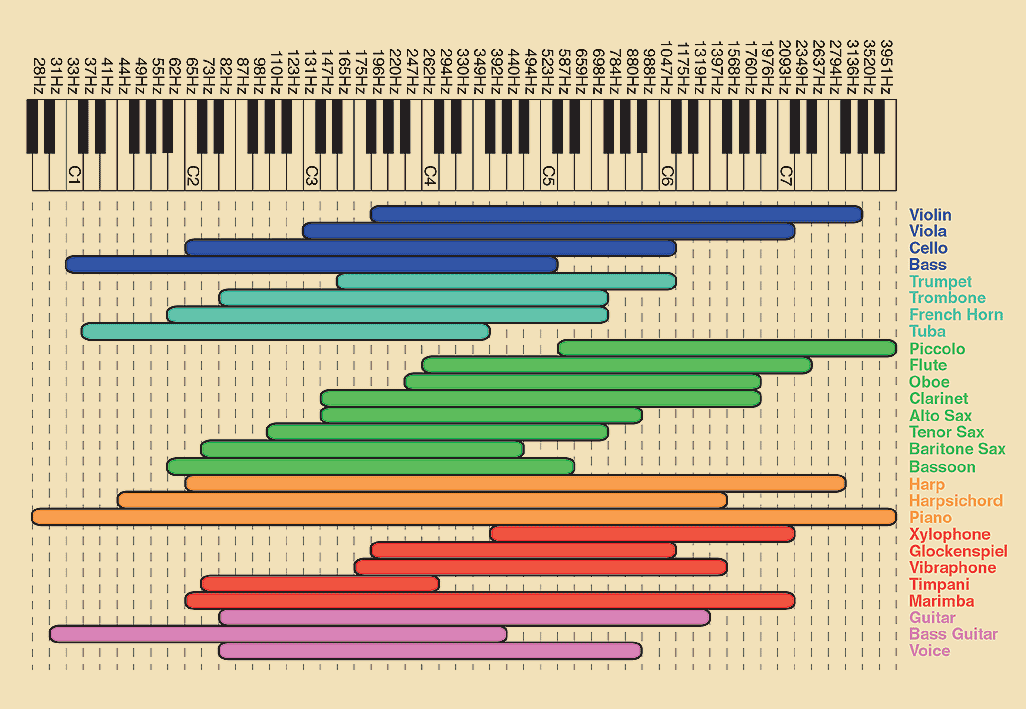 28Hz 31Hz 33Hz 37Hz 41Hz 44Hz 49Hz 55Hz 62Hz 65Hz 73Hz 82Hz 87Hz 98Hz 110Hz 123Hz 131Hz 147Hz 165Hz 175Hz 196Hz 220Hz 247Hz 262Hz 294Hz 330Hz 349Hz 392Hz 440Hz 494Hz 523Hz 587Hz 659Hz 698Hz 784Hz 880Hz 988Hz 1047Hz 1175Hz 1319Hz 1397Hz 1568Hz 1760Hz 1976Hz 2093Hz 2349Hz 2637Hz 2794Hz 3136Hz 3520Hz 3951Hz
C1 C2 C3 C4 C5 C6 C7
Violin
Viola
Cello
Bass
Trumpet
Trombone
French Horn
Tuba
Piccolo
Flute
Oboe
Clarinet
Alto Sax
Tenor Sax
Baritone Sax
Bassoon
Harp
Harpsichord
Piano
Xylophone
Glockenspiel
Vibraphone
Timpani
Marimba
Guitar
Bass Guitar
Voice